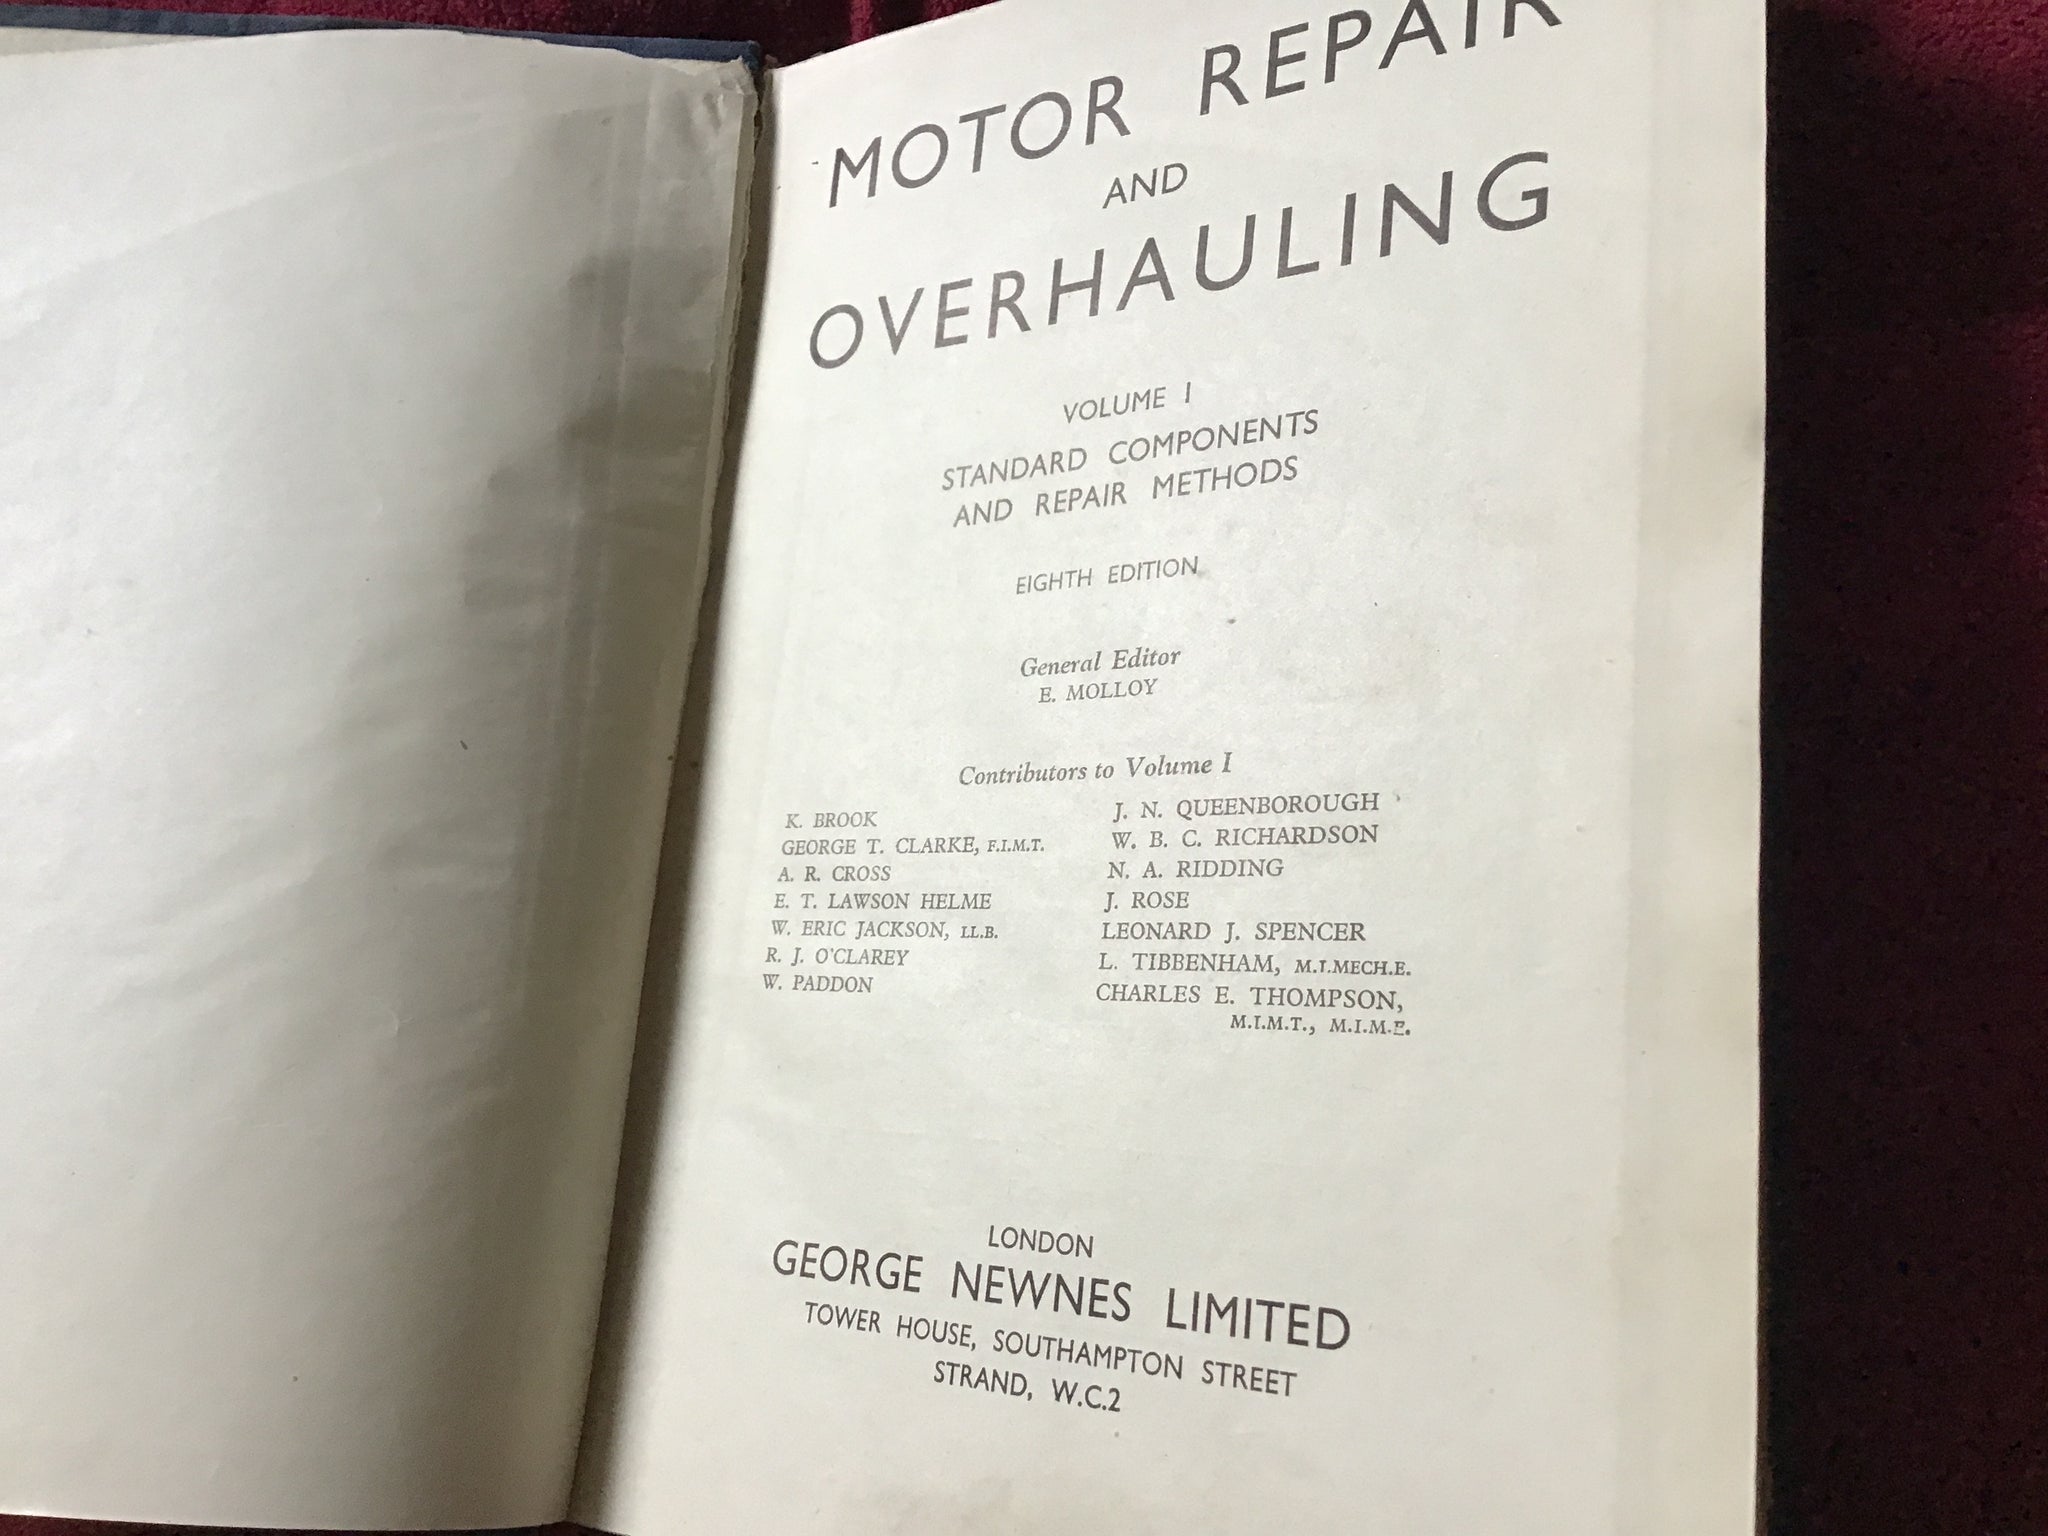 MOTOR REPAIR
AND
OVERHAULING
VOLUME I
STANDARD COMPONENTS
AND REPAIR METHODS
EIGHTH EDITION
General Editor
E. MOLLOY
Contributors to Volume I
K. BROOK
GEORGE T. CLARKE, F.I.M.T.
A. R. CROSS
E. T. LAWSON HELME
W. ERIC JACKSON, LL.B.
R. J. O'CLAREY
W. PADDON
J. N. QUEENBOROUGH
W. B. C. RICHARDSON
N. A. RIDDING
J. ROSE
LEONARD J. SPENCER
L. TIBBENHAM, M.I.MECH.E.
CHARLES E. THOMPSON,
M.I.M.T., M.I.M.E.
LONDON
GEORGE NEWNES LIMITED
TOWER HOUSE, SOUTHAMPTON STREET
STRAND, W.C.2